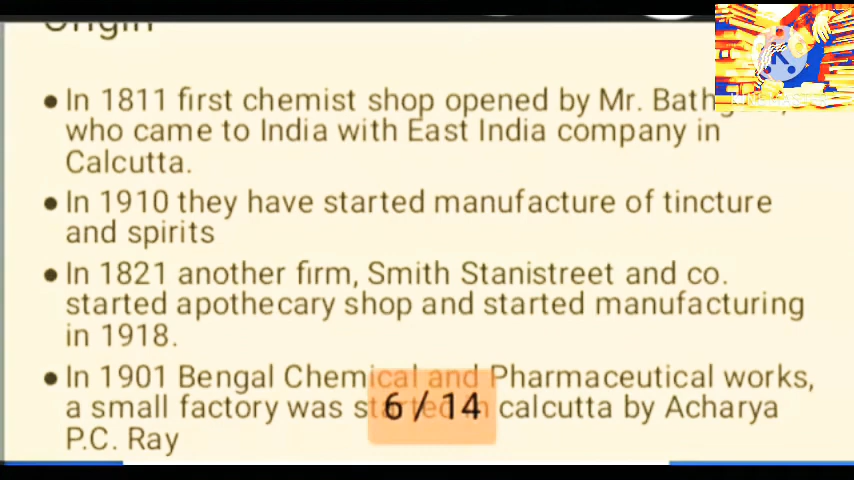 Origin
● In 1811 first chemist shop opened by Mr.
who came to India with East India company in
Calcutta.
● In 1910 they have started manufacture of tincture
and spirits
● In 1821 another firm, Smith Stanistreet and co.
started apothecary shop and started manufacturing
in 1918.
● In 1901 Bengal Chemical and Pharmaceutical works,
a small factory was started in calcutta by Acharya
P.C. Ray
6 / 14